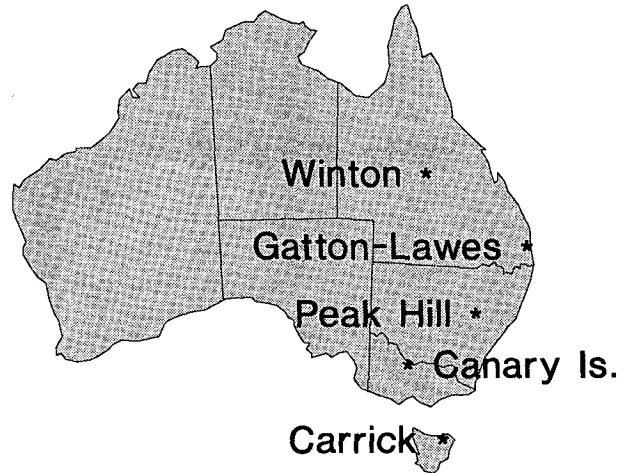 Winton *
Gatton-Lawes *
Peak Hill *
* Canary Is.
Carrick *